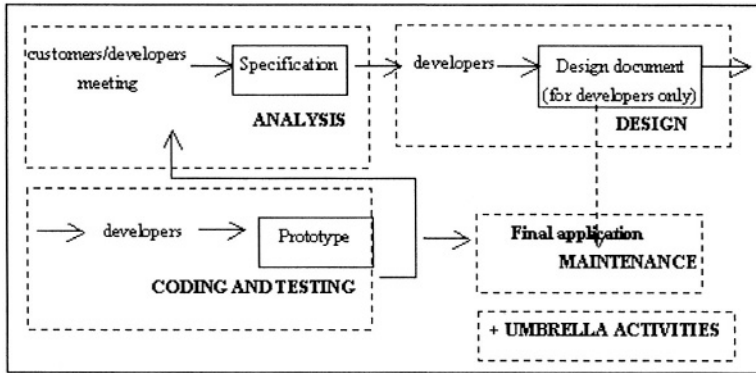 customers/developers
meeting
Specification
ANALYSIS
developers
Design document
(for developers only)
DESIGN
developers
Prototype
CODING AND TESTING
Final application
MAINTENANCE
+ UMBRELLA ACTIVITIES